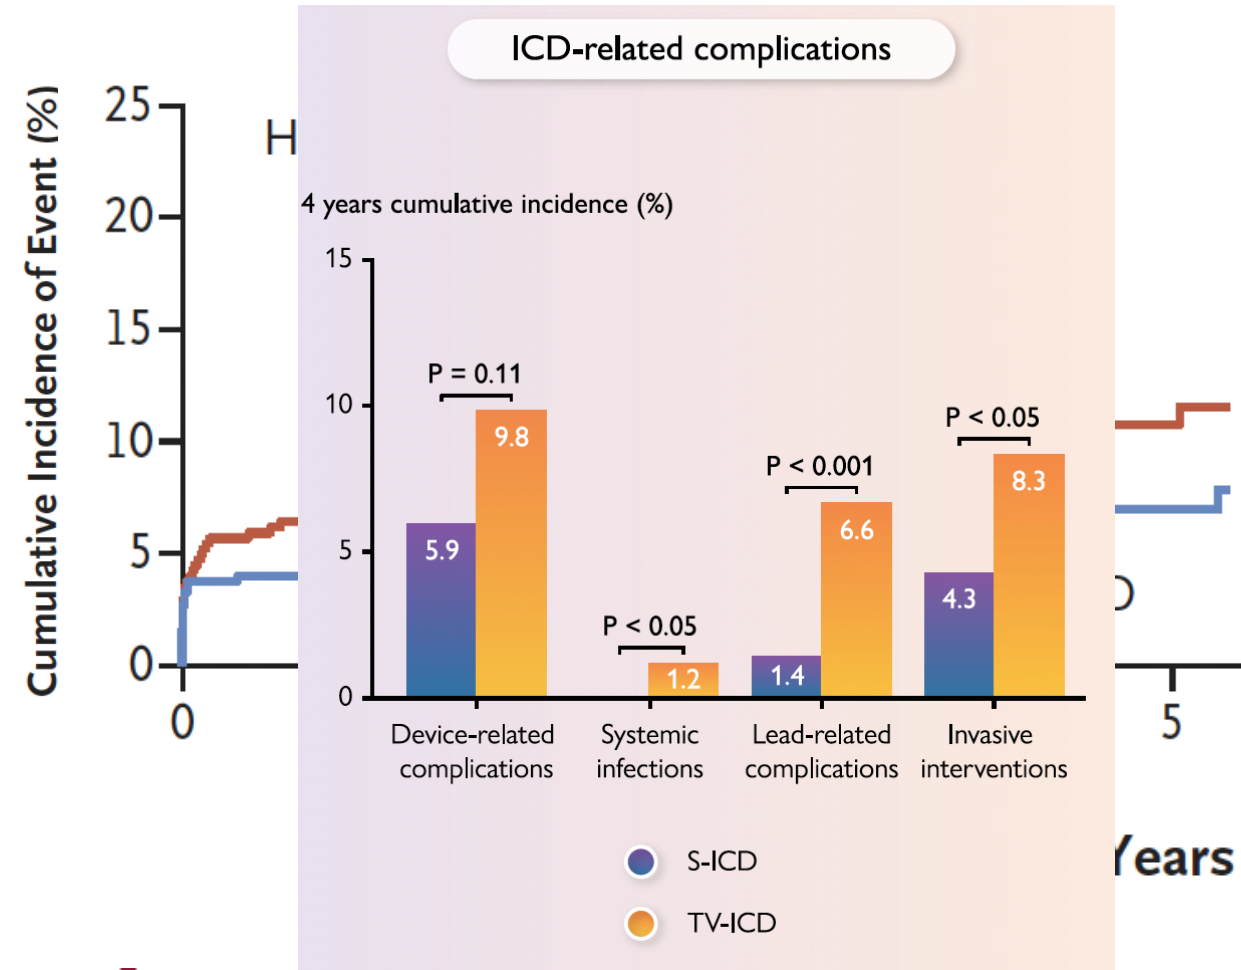 ICD-related complications
Cumulative Incidence of Event (%)
25
20
15
10
5
0
0
H
4 years cumulative incidence (%)
15
10
5
0
P = 0.11
9.8
5.9
P < 0.05
1.2
P < 0.001
6.6
1.4
P < 0.05
8.3
4.3
Device-related complications
Systemic infections
Lead-related complications
Invasive interventions
S-ICD
TV-ICD
D
5
Years